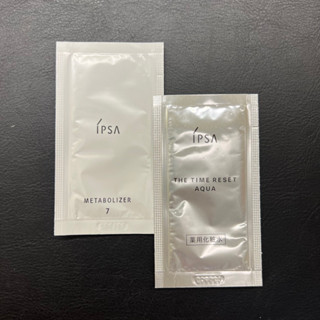 IPSA
METABOLIZER
7
IPSA
THE TIME RESET
AQUA
薬用化粧水